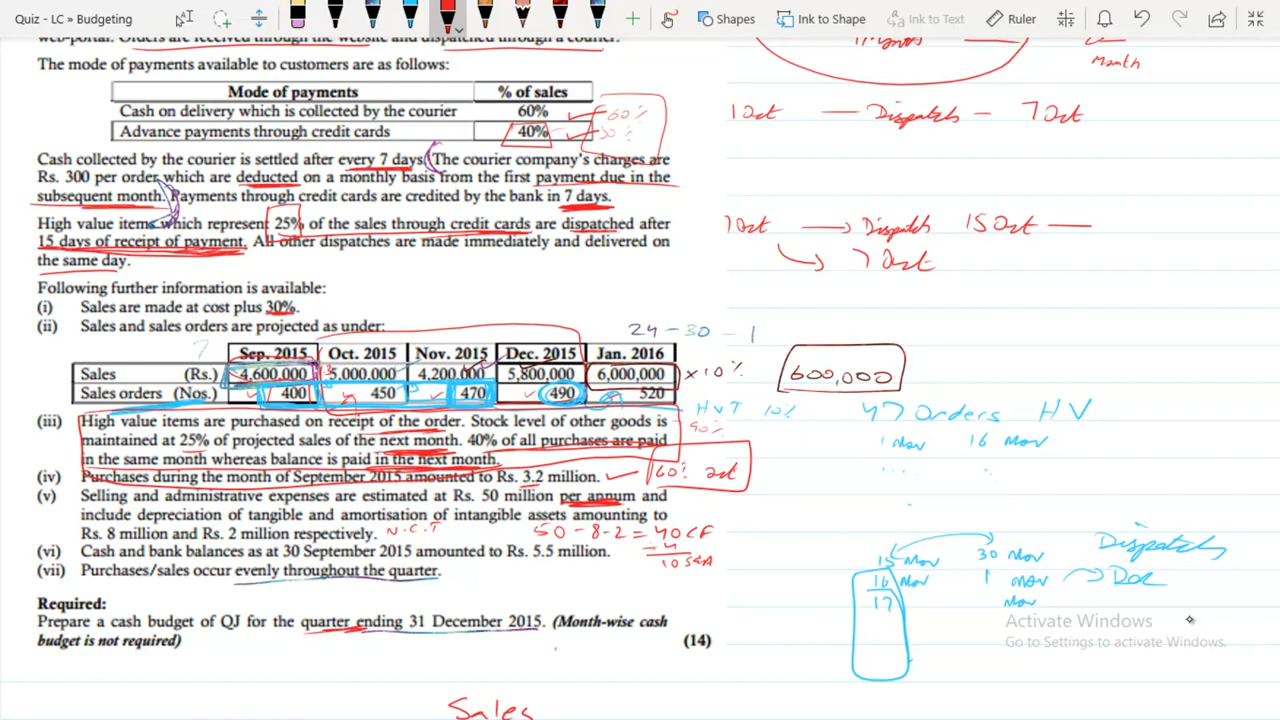 Quiz - LC » Budgeting
Shapes
Ink to Shape
Ink to Text
Ruler
web-portal. Orders are received through the website and dispatched through a courier.
The mode of payments available to customers are as follows:
Mode of payments % of sales
Cash on delivery which is collected by the courier 60%
Advance payments through credit cards 40%
Cash collected by the courier is settled after every 7 days. The courier company's charges are
Rs. 300 per order which are deducted on a monthly basis from the first payment due in the
subsequent month. Payments through credit cards are credited by the bank in 7 days.
High value items which represent 25% of the sales through credit cards are dispatched after
15 days of receipt of payment. All other dispatches are made immediately and delivered on
the same day.
Following further information is available:
(i) Sales are made at cost plus 30%.
(ii) Sales and sales orders are projected as under:
Sep. 2015 Oct. 2015 Nov. 2015 Dec. 2015 Jan. 2016
Sales (Rs.) 4,600,000 5,000,000 4,200,000 5,800,000 6,000,000
Sales orders (Nos.) 400 450 470 490 520
(iii) High value items are purchased on receipt of the order. Stock level of other goods is
maintained at 25% of projected sales of the next month. 40% of all purchases are paid
in the same month whereas balance is paid in the next month.
(iv) Purchases during the month of September 2015 amounted to Rs. 3.2 million.
(v) Selling and administrative expenses are estimated at Rs. 50 million per annum and
include depreciation of tangible and amortisation of intangible assets amounting to
Rs. 8 million and Rs. 2 million respectively.
(vi) Cash and bank balances as at 30 September 2015 amounted to Rs. 5.5 million.
(vii) Purchases/sales occur evenly throughout the quarter.
Required:
Prepare a cash budget of QJ for the quarter ending 31 December 2015. (Month-wise cash
budget is not required) (14)
Sales
60%
7
24 - 30 - 1
x 10%
HVI 10%
90%
60% Oct
N.C.I
50 - 8 - 2 = 40 CF
÷ 4
10 S&A
Month
1 Oct — Dispatch — 7 Oct
1 Oct → Dispatch 15 Oct —
7 Oct
600,000
47 Orders HV
1 Nov 16 Nov
15 Nov 30 Nov Dispatch
16 Nov 1 Nov → Dec
17 Nov
Activate Windows
Go to Settings to activate Windows.